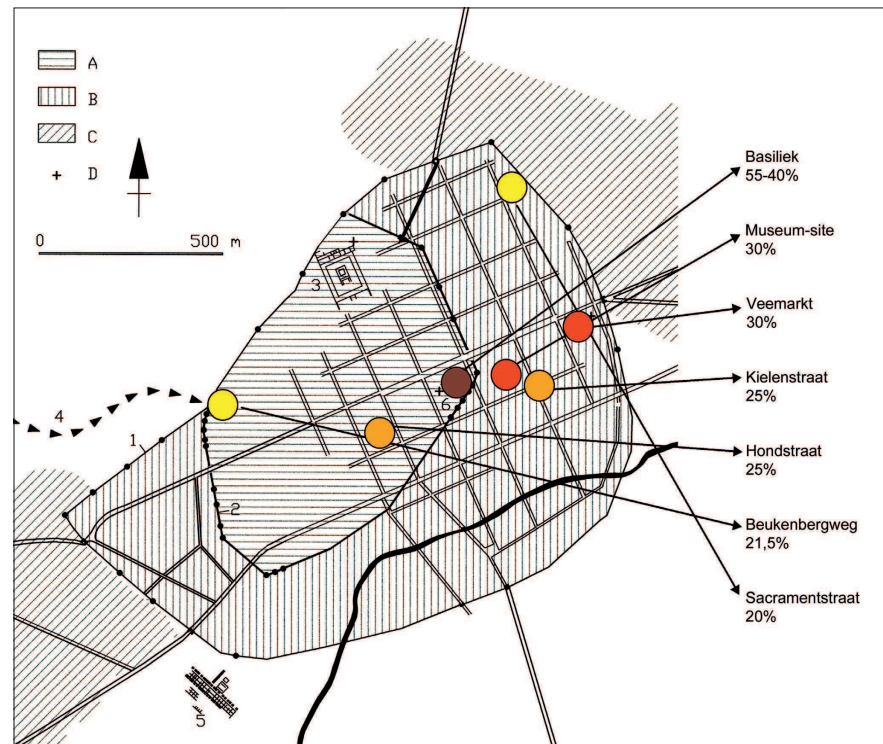 A
B
C
+ D
0 500 m
3
6
4
1
2
5
Basiliek
55-40%
Museum-site
30%
Veemarkt
30%
Kielenstraat
25%
Hondstraat
25%
Beukenbergweg
21,5%
Sacramentstraat
20%